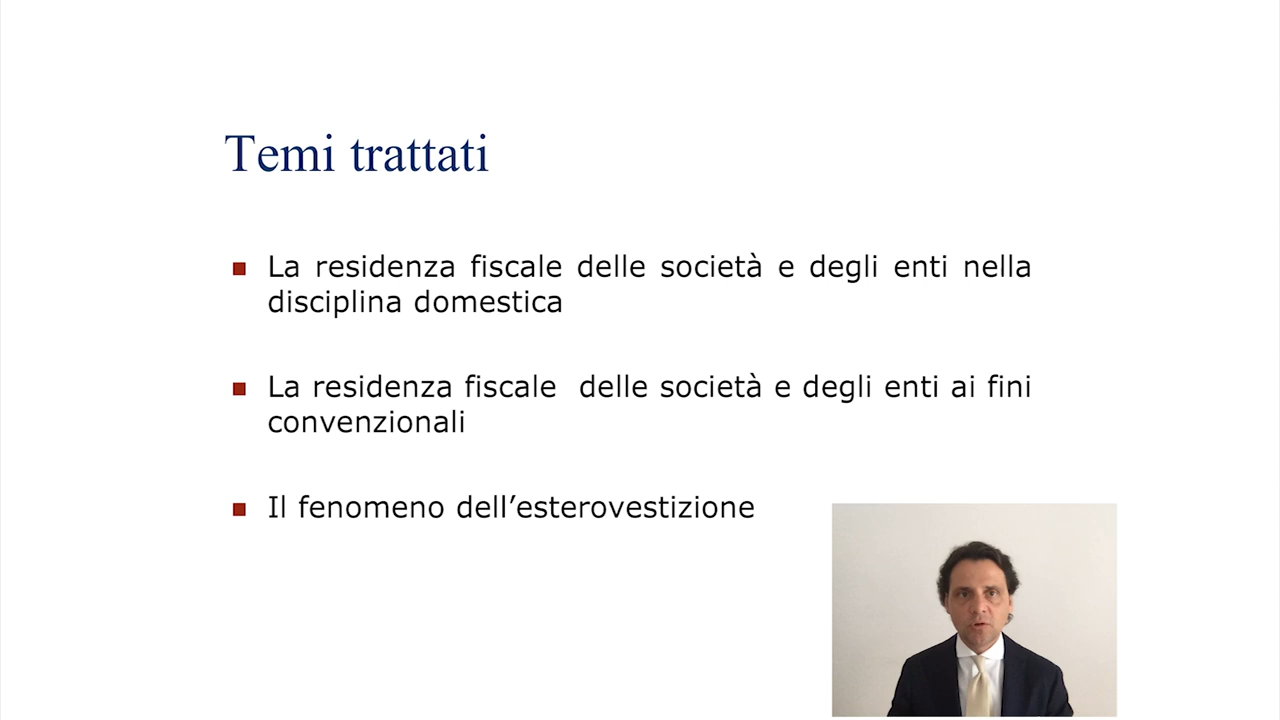 Temi trattati
La residenza fiscale delle società e degli enti nella
disciplina domestica
La residenza fiscale delle società e degli enti ai fini
convenzionali
Il fenomeno dell’esterovestizione